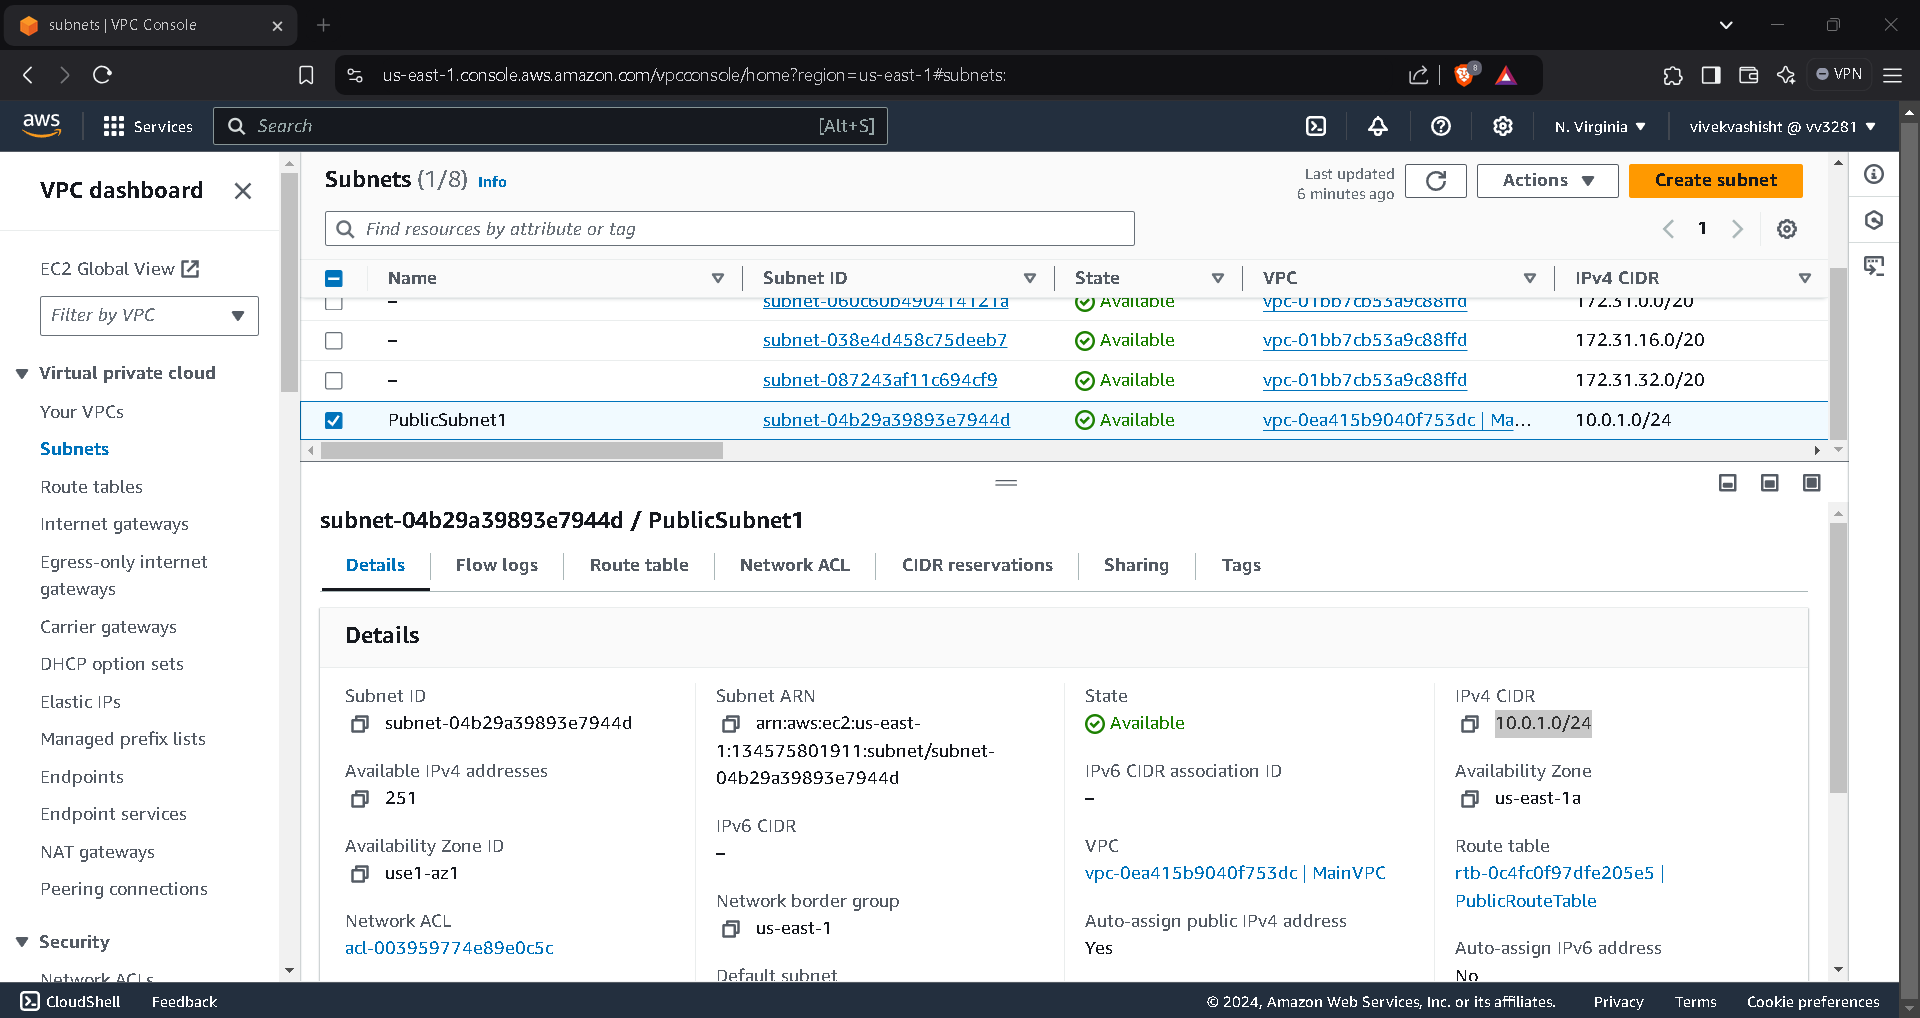 subnets | VPC Console
us-east-1.console.aws.amazon.com/vpcconsole/home?region=us-east-1#subnets:
8
VPN
aws
Services
Search
[Alt+S]
N. Virginia
vivekvashisht @ vv3281
VPC dashboard
EC2 Global View
Filter by VPC
Virtual private cloud
Your VPCs
Subnets
Route tables
Internet gateways
Egress-only internet
gateways
Carrier gateways
DHCP option sets
Elastic IPs
Managed prefix lists
Endpoints
Endpoint services
NAT gateways
Peering connections
Security
Network ACLs
Subnets (1/8) Info
Last updated
6 minutes ago
Actions
Create subnet
Find resources by attribute or tag
1
Name Subnet ID State VPC IPv4 CIDR
– subnet-060c60b490414121a Available vpc-01bb7cb53a9c88ffd 172.31.0.0/20
– subnet-038e4d458c75deeb7 Available vpc-01bb7cb53a9c88ffd 172.31.16.0/20
– subnet-087243af11c694cf9 Available vpc-01bb7cb53a9c88ffd 172.31.32.0/20
PublicSubnet1 subnet-04b29a39893e7944d Available vpc-0ea415b9040f753dc | Ma... 10.0.1.0/24
subnet-04b29a39893e7944d / PublicSubnet1
Details Flow logs Route table Network ACL CIDR reservations Sharing Tags
Details
Subnet ID
subnet-04b29a39893e7944d
Available IPv4 addresses
251
Availability Zone ID
use1-az1
Network ACL
acl-003959774e89e0c5c
Subnet ARN
arn:aws:ec2:us-east-
1:134575801911:subnet/subnet-
04b29a39893e7944d
IPv6 CIDR
–
Network border group
us-east-1
Default subnet
State
Available
IPv6 CIDR association ID
–
VPC
vpc-0ea415b9040f753dc | MainVPC
Auto-assign public IPv4 address
Yes
IPv4 CIDR
10.0.1.0/24
Availability Zone
us-east-1a
Route table
rtb-0c4fc0f97dfe205e5 |
PublicRouteTable
Auto-assign IPv6 address
No
CloudShell
Feedback
© 2024, Amazon Web Services, Inc. or its affiliates.
Privacy
Terms
Cookie preferences